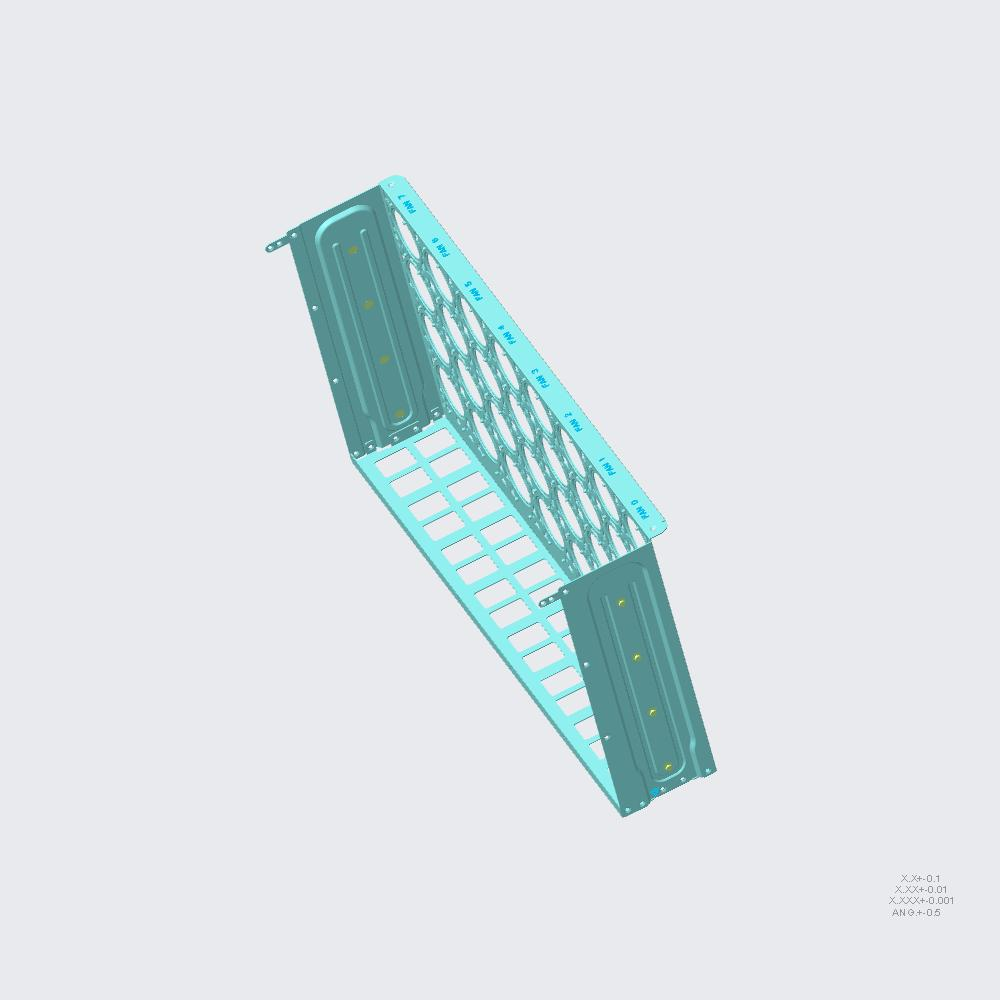 FAN 7
FAN 6
FAN 5
FAN 4
FAN 3
FAN 2
FAN 1
FAN 0
X.X+-0.1
X.XX+-0.01
X.XXX+-0.001
ANG.+-0.5